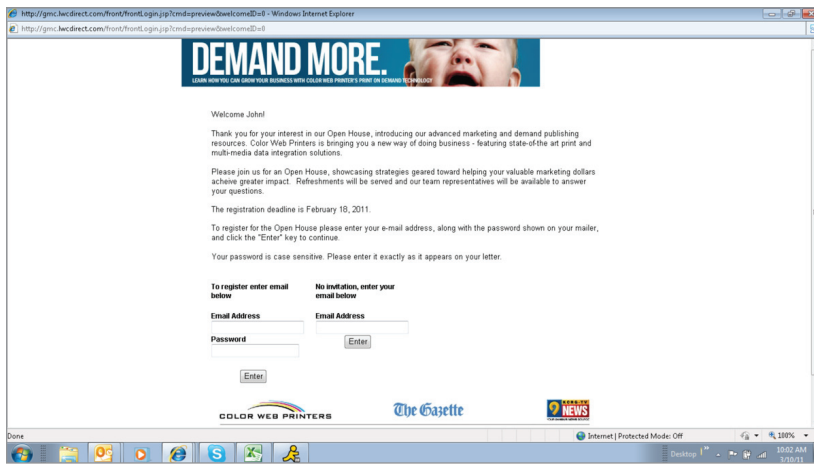 http://gmc.lwcdirect.com/front/frontLogin.jsp?cmd=preview&welcomeID=0 - Windows Internet Explorer
http://gmc.lwcdirect.com/front/frontLogin.jsp?cmd=preview&welcomeID=0
DEMAND MORE.
LEARN HOW YOU CAN GROW YOUR BUSINESS WITH COLOR WEB PRINTER'S PRINT ON DEMAND TECHNOLOGY
Welcome John!
Thank you for your interest in our Open House, introducing our advanced marketing and demand publishing
resources. Color Web Printers is bringing you a new way of doing business - featuring state-of-the art print and
multi-media data integration solutions.
Please join us for an Open House, showcasing strategies geared toward helping your valuable marketing dollars
acheive greater impact. Refreshments will be served and our team representatives will be available to answer
your questions.
The registration deadline is February 18, 2011.
To register for the Open House please enter your e-mail address, along with the password shown on your mailer,
and click the "Enter" key to continue.
Your password is case sensitive. Please enter it exactly as it appears on your letter.
To register enter email
below
No invitation, enter your
email below
Email Address
Email Address
Password
Enter
Enter
COLOR WEB PRINTERS
The Gazette
9 KCRG-TV
NEWS
Done
Internet | Protected Mode: Off
100%
Desktop
10:02 AM
3/10/11